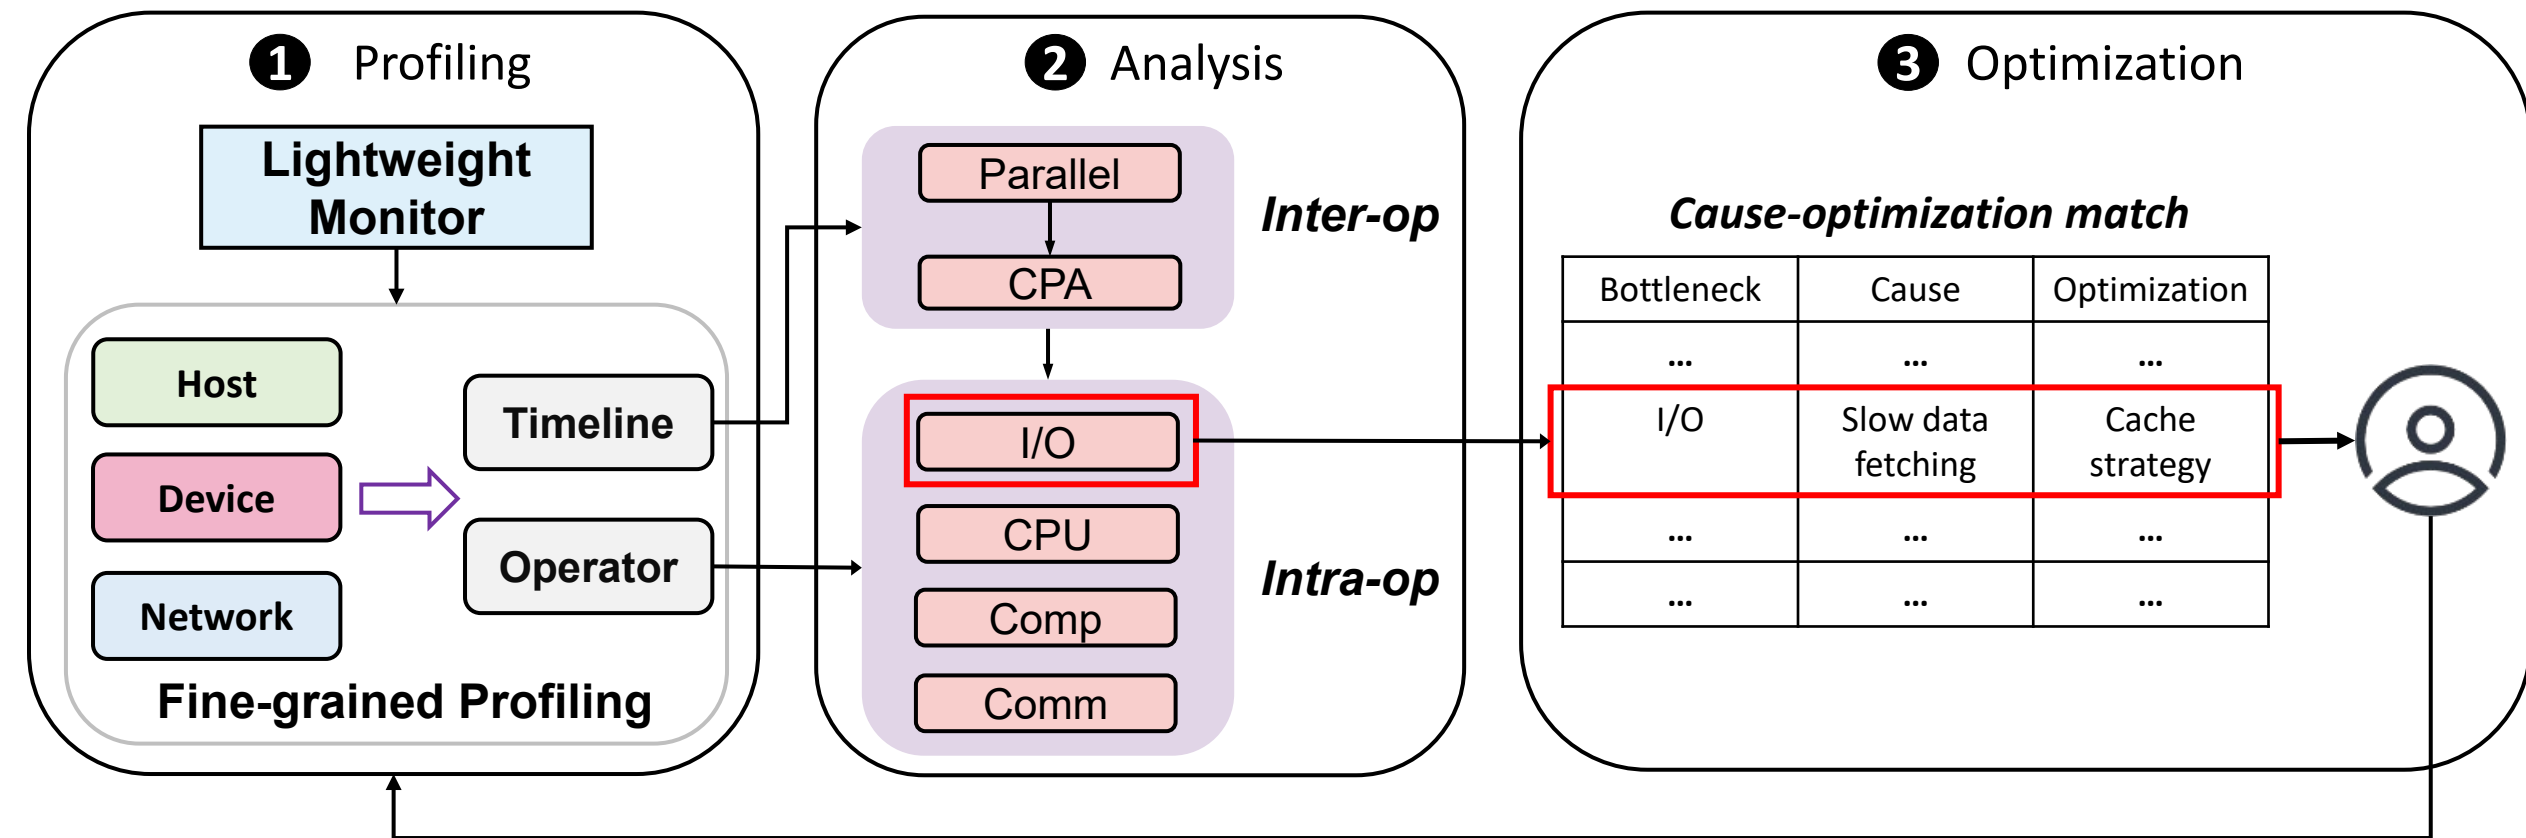 1 Profiling
Lightweight
Monitor
Host
Device
Network
Timeline
Operator
Fine-grained Profiling
2 Analysis
Parallel
CPA
Inter-op
I/O
CPU
Comp
Comm
Intra-op
3 Optimization
Cause-optimization match
Bottleneck Cause Optimization
... ... ...
I/O Slow data Cache
fetching strategy
... ... ...
... ... ...